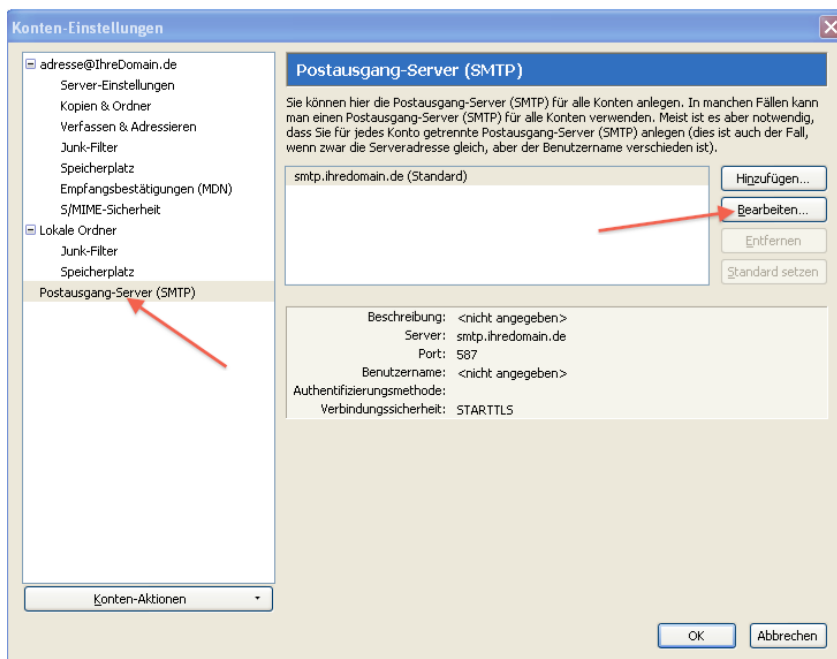 Konten-Einstellungen
adresse@IhreDomain.de
Server-Einstellungen
Kopien & Ordner
Verfassen & Adressieren
Junk-Filter
Speicherplatz
Empfangsbestätigungen (MDN)
S/MIME-Sicherheit
Lokale Ordner
Junk-Filter
Speicherplatz
Postausgang-Server (SMTP)
Konten-Aktionen
Postausgang-Server (SMTP)
Sie können hier die Postausgang-Server (SMTP) für alle Konten anlegen. In manchen Fällen kann
man einen Postausgang-Server (SMTP) für alle Konten verwenden. Meist ist es aber notwendig,
dass Sie für jedes Konto getrennte Postausgang-Server (SMTP) anlegen (dies ist auch der Fall,
wenn zwar die Serveradresse gleich, aber der Benutzername verschieden ist).
smtp.ihredomain.de (Standard)
Hinzufügen...
Bearbeiten...
Entfernen
Standard setzen
Beschreibung: <nicht angegeben>
Server: smtp.ihredomain.de
Port: 587
Benutzername: <nicht angegeben>
Authentifizierungsmethode:
Verbindungssicherheit: STARTTLS
OK
Abbrechen